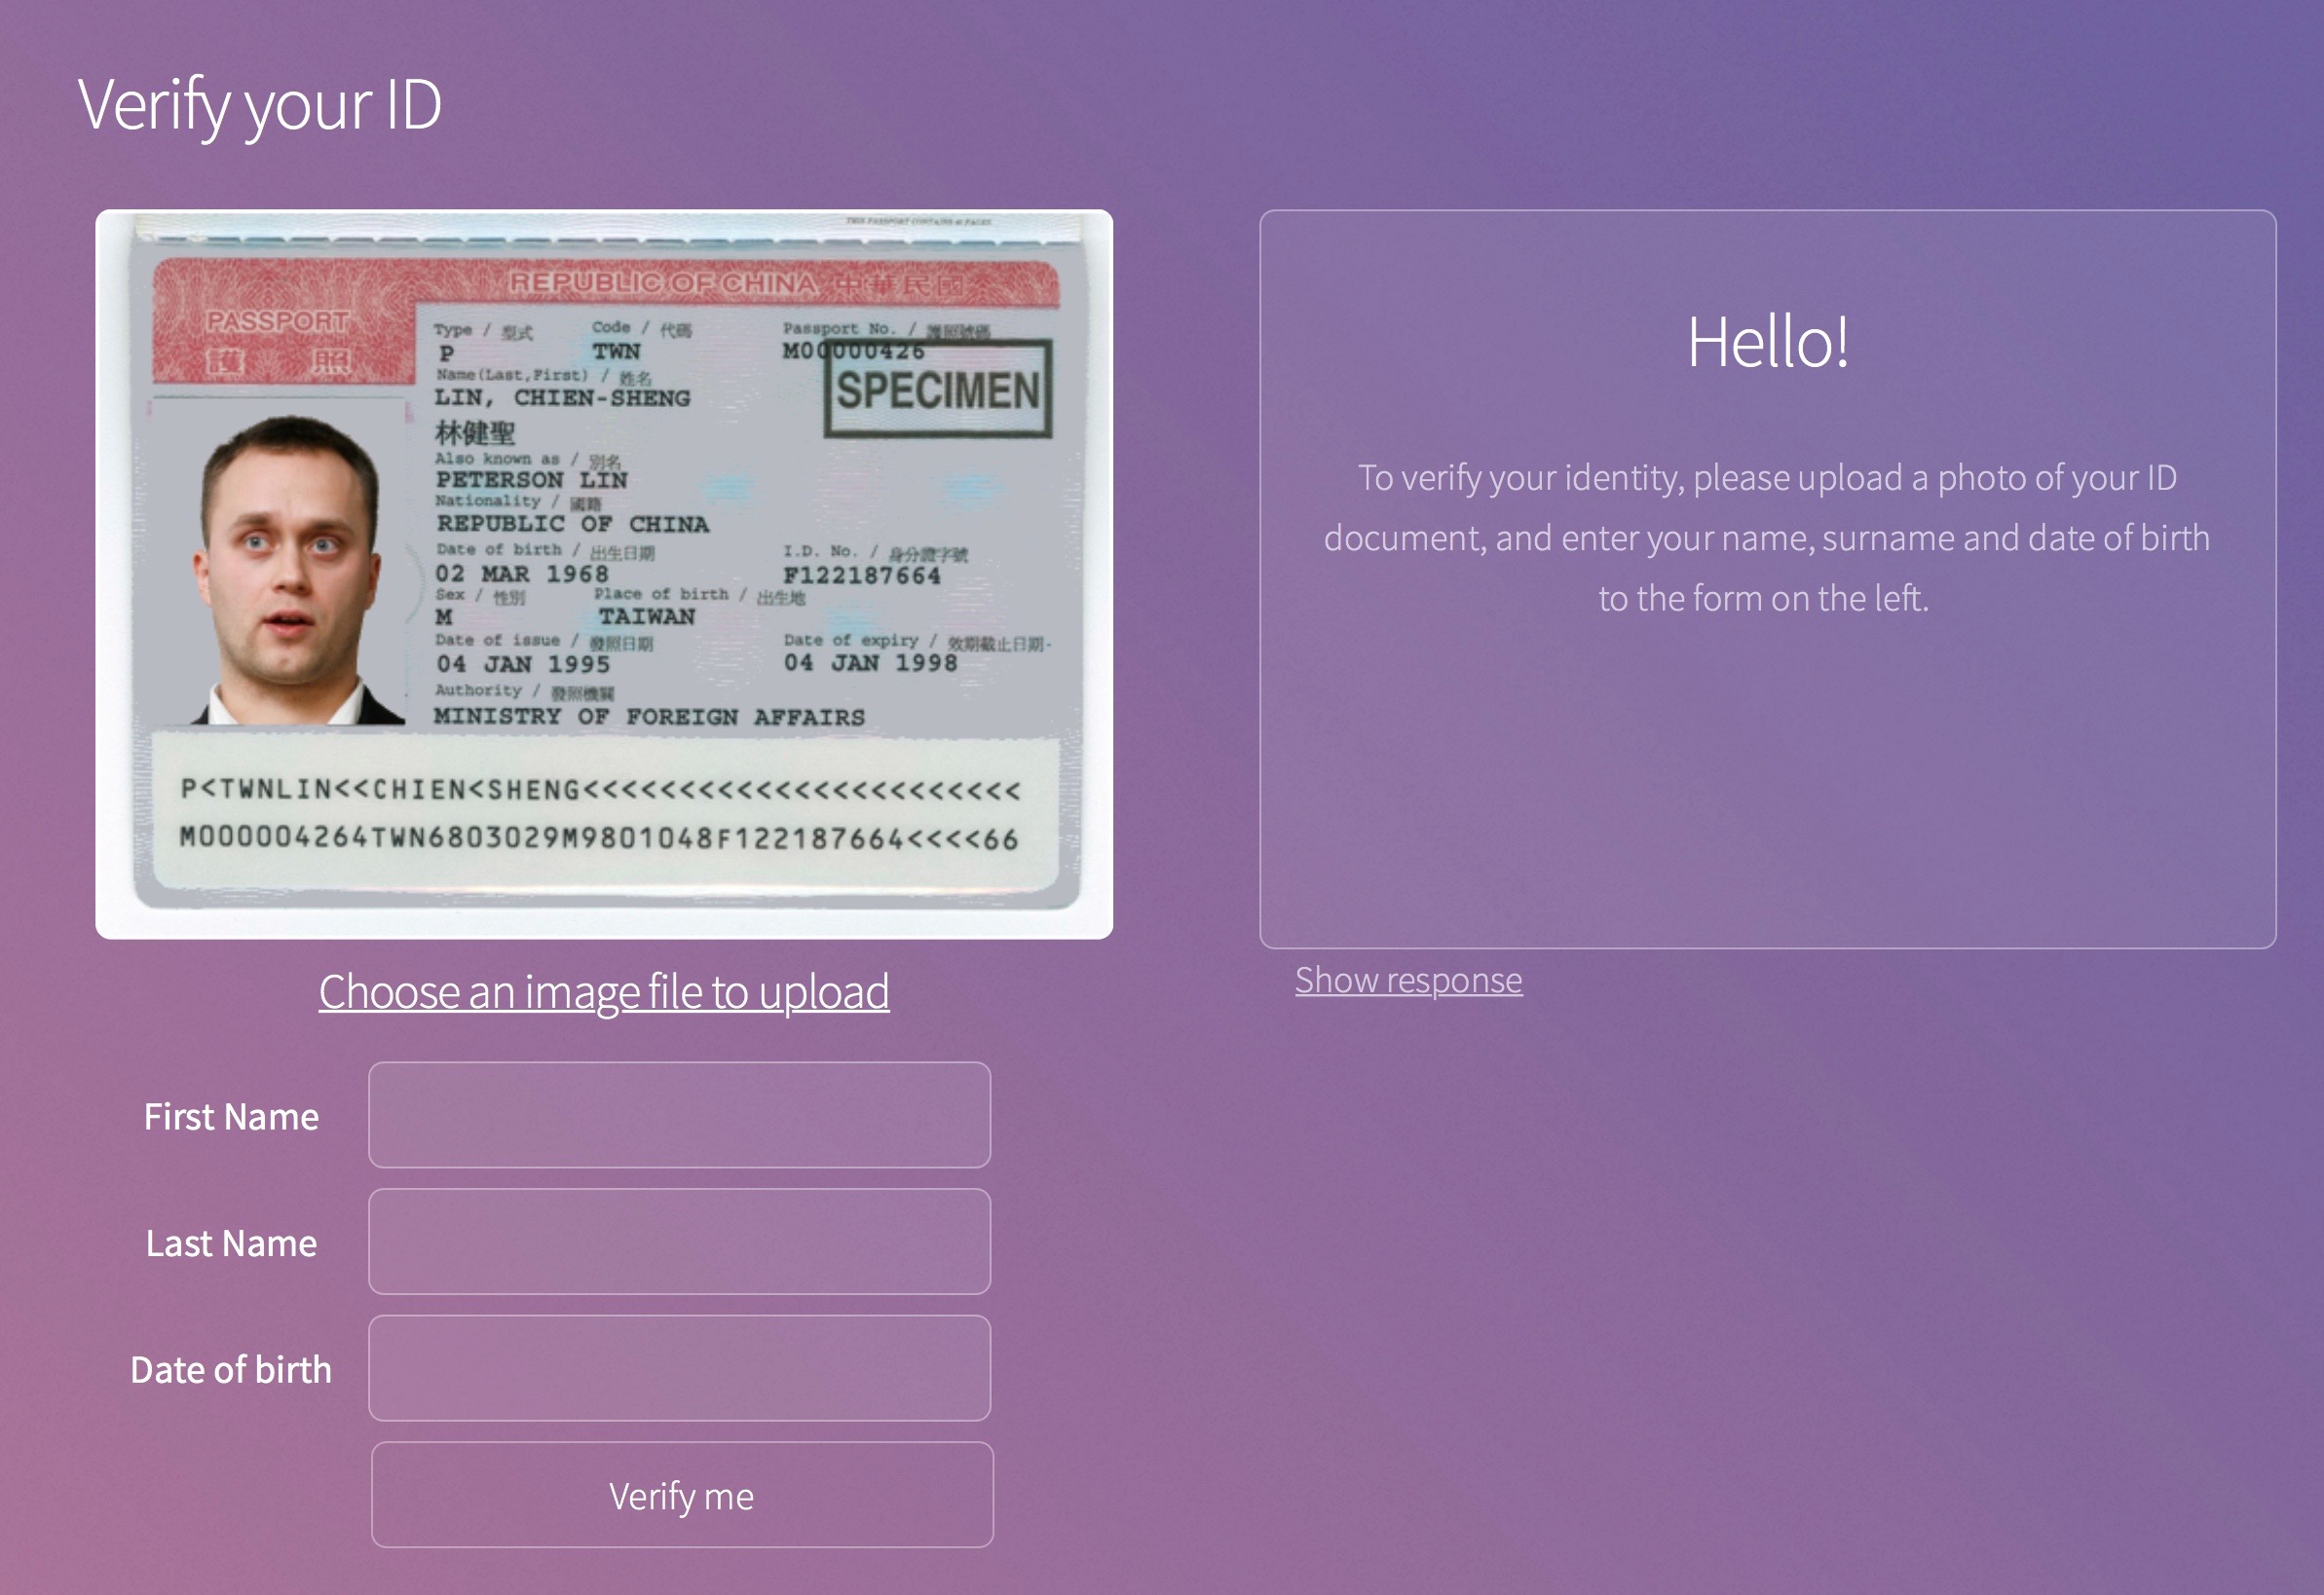 Verify your ID
THIS PASSPORT CONTAINS 48 PAGES
REPUBLIC OF CHINA 中華民國
PASSPORT
護 照
Type / 型式 Code / 代碼 Passport No. / 護照號碼
P TWN M00000426
Name(Last,First) / 姓名
LIN, CHIEN-SHENG
SPECIMEN
林健聖
Also known as / 別名
PETERSON LIN
Nationality / 國籍
REPUBLIC OF CHINA
Date of birth / 出生日期 I.D. No. / 身分證字號
02 MAR 1968 F122187664
Sex / 性別 Place of birth / 出生地
M TAIWAN
Date of issue / 發照日期 Date of expiry / 效期截止日期
04 JAN 1995 04 JAN 1998
Authority / 發照機關
MINISTRY OF FOREIGN AFFAIRS
P<TWNLIN<<CHIEN<SHENG<<<<<<<<<<<<<<<<<<<<<<<
M000004264TWN6803029M9801048F122187664<<<<66
Choose an image file to upload
First Name
Last Name
Date of birth
Verify me
Hello!
To verify your identity, please upload a photo of your ID
document, and enter your name, surname and date of birth
to the form on the left.
Show response